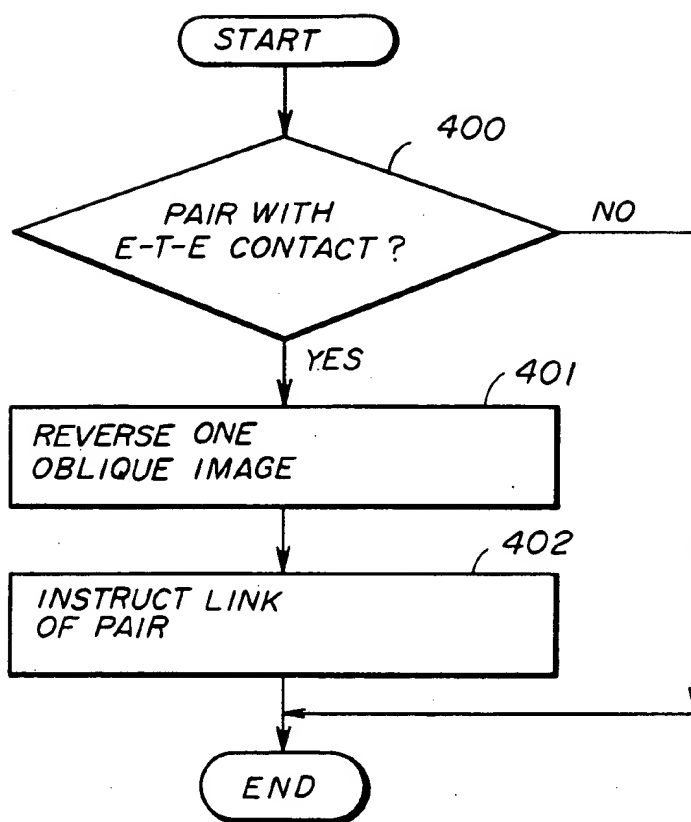 START
400
PAIR WITH
E-T-E CONTACT?
NO
YES
401
REVERSE ONE
OBLIQUE IMAGE
402
INSTRUCT LINK
OF PAIR
END